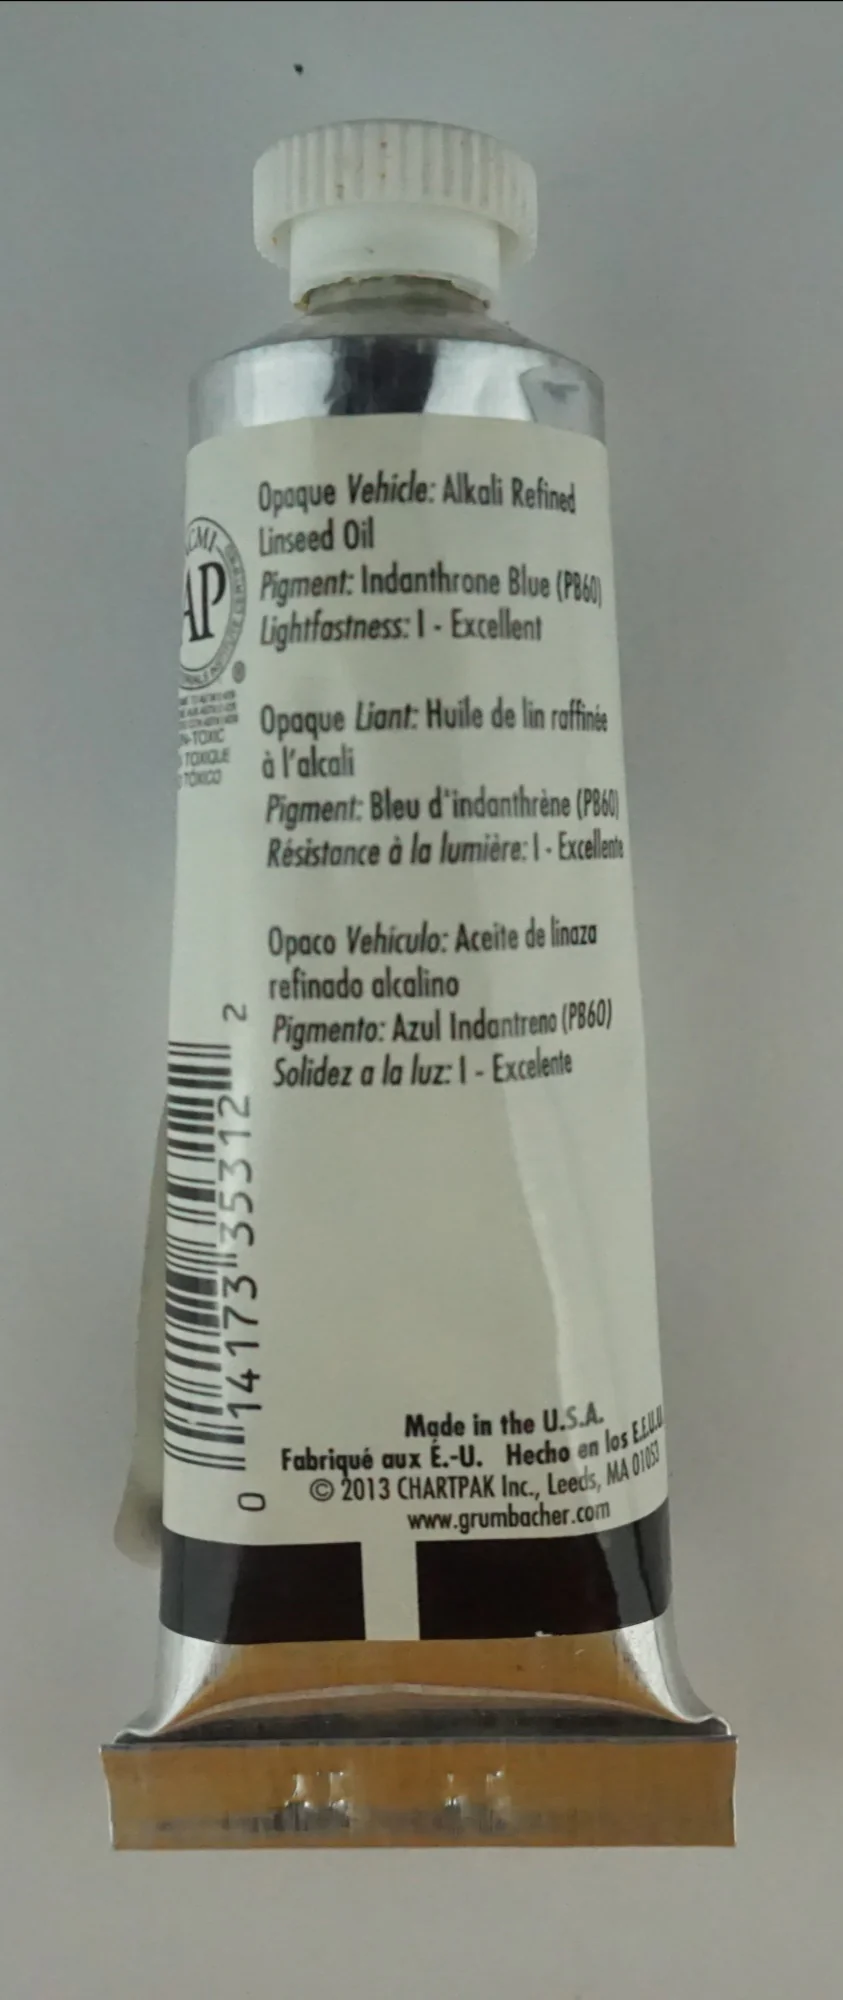 Opaque Vehicle: Alkali Refined
Linseed Oil
Pigment: Indanthrone Blue (PB60)
Lightfastness: I - Excellent
Opaque Liant: Huile de lin raffinée
à l'alcali
Pigment: Bleu d'indanthrène (PB60)
Résistance à la lumière: I - Excellente
Opaco Vehículo: Aceite de linaza
refinado alcalino
Pigmento: Azul Indantreno (PB60)
Solidez a la luz: I - Excelente
ACMI
AP
®
N-TOXIC
TOXIQUE
TÓXICO
0 14173 35312 2
Made in the U.S.A.
Fabriqué aux É.-U. Hecho en los E.E.U.U.
© 2013 CHARTPAK Inc., Leeds, MA 01053
www.grumbacher.com